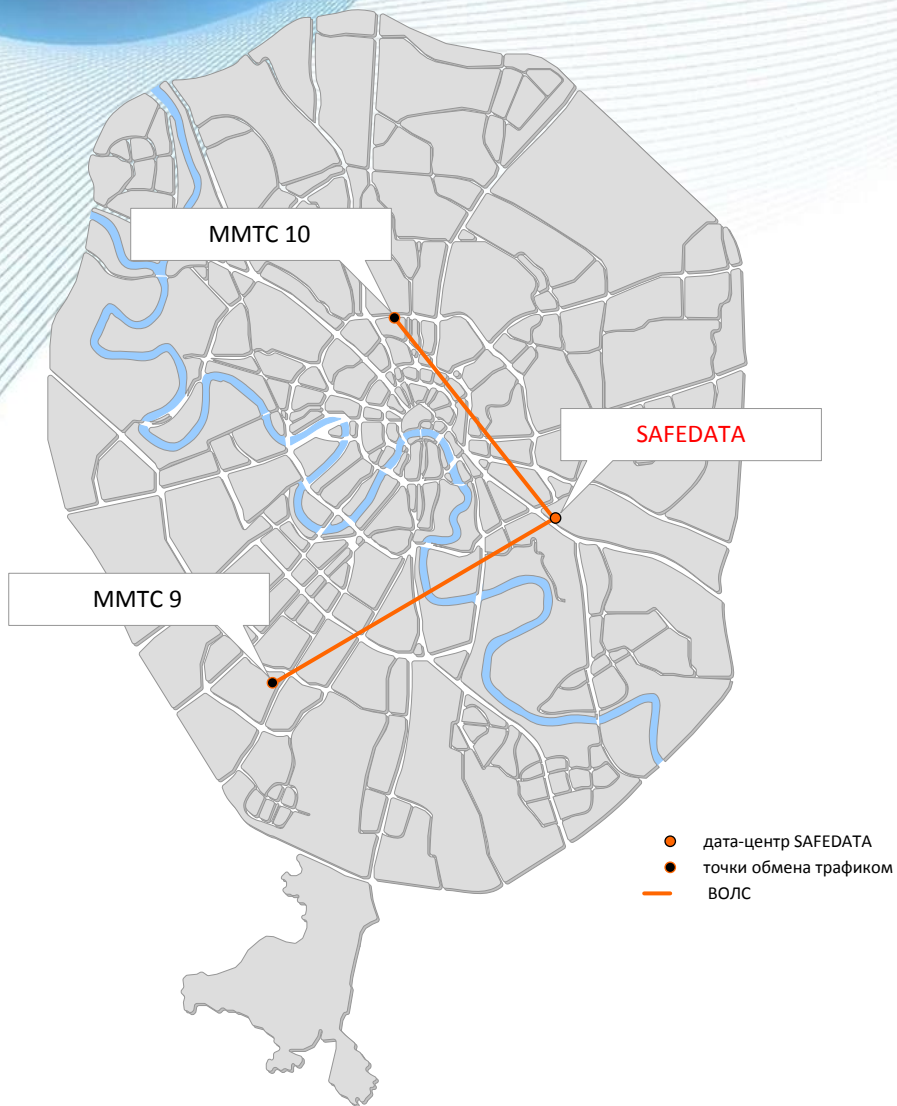 ММТС 10
SAFEDATA
ММТС 9
дата-центр SAFEDATA
точки обмена трафиком
ВОЛС